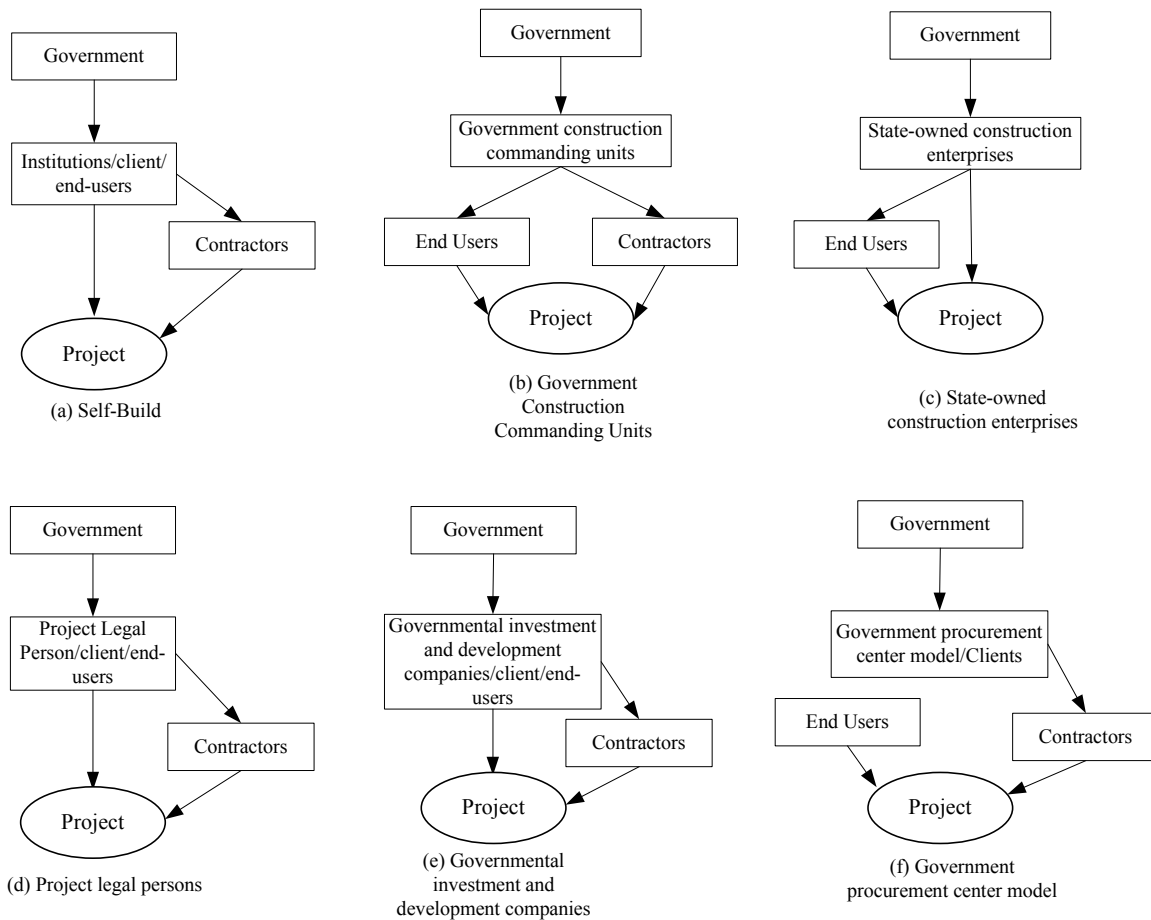 Government
Institutions/client/
end-users
Contractors
Project
(a) Self-Build
Government
Government construction
commanding units
End Users
Contractors
Project
(b) Government
Construction
Commanding Units
Government
State-owned construction
enterprises
End Users
Project
(c) State-owned
construction enterprises
Government
Project Legal
Person/client/end-
users
Contractors
Project
(d) Project legal persons
Government
Governmental investment
and development
companies/client/end-
users
Contractors
Project
(e) Governmental
investment and
development companies
Government
Government procurement
center model/Clients
End Users
Contractors
Project
(f) Government
procurement center model